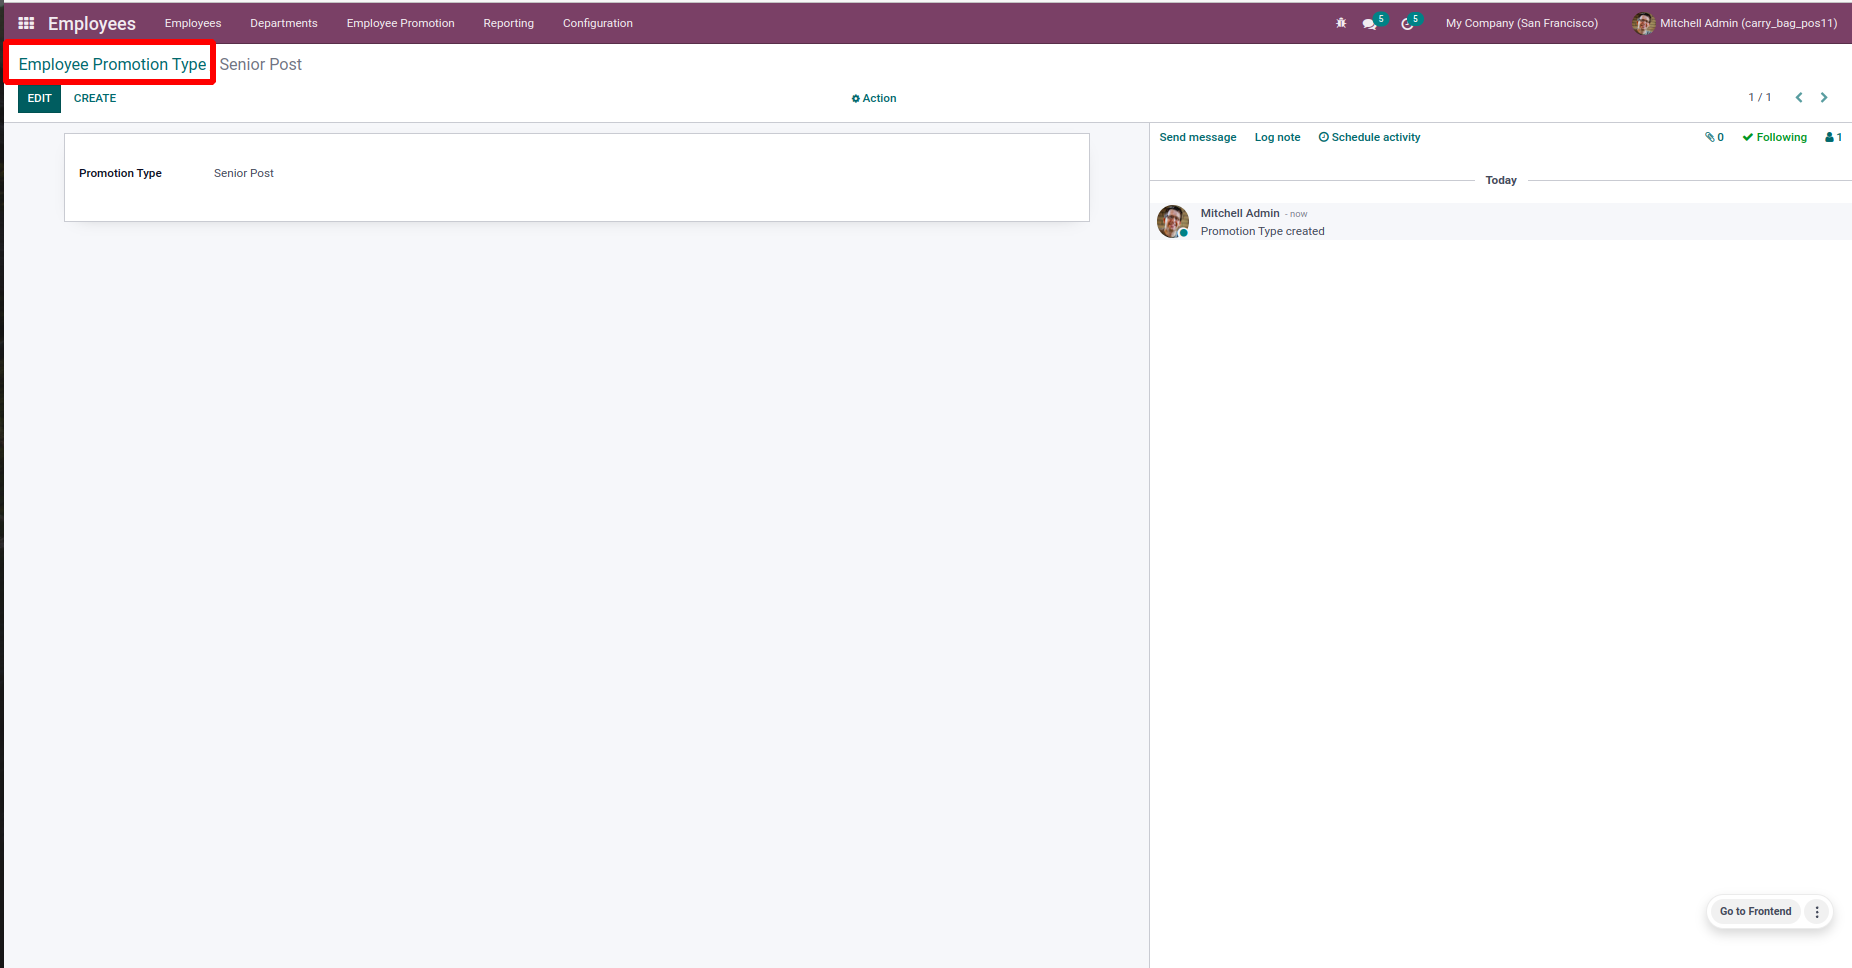 Employees Employees Departments Employee Promotion Reporting Configuration 5 5 My Company (San Francisco) Mitchell Admin (carry_bag_pos11)
Employee Promotion Type Senior Post
EDIT CREATE Action 1 / 1
Send message Log note Schedule activity 0 Following 1
Promotion Type Senior Post
Today
Mitchell Admin - now
Promotion Type created
Go to Frontend